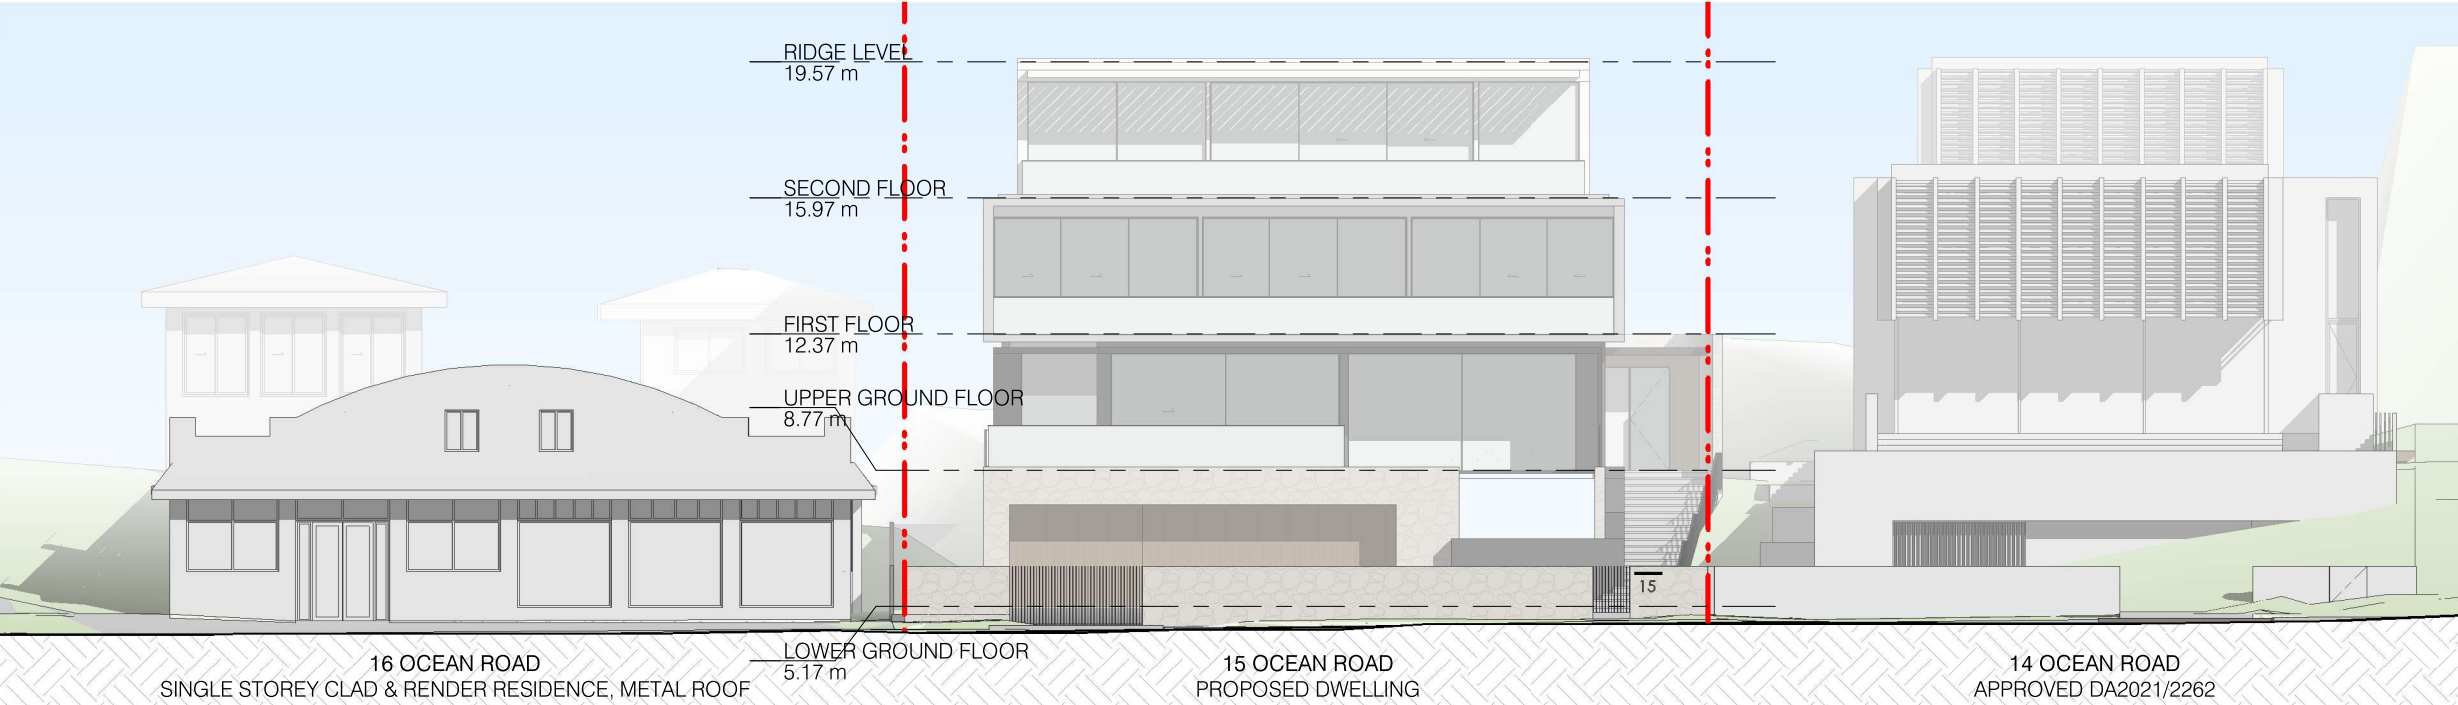 RIDGE LEVEL
19.57 m
SECOND FLOOR
15.97 m
FIRST FLOOR
12.37 m
UPPER GROUND FLOOR
8.77 m
15
LOWER GROUND FLOOR
5.17 m
16 OCEAN ROAD
SINGLE STOREY CLAD & RENDER RESIDENCE, METAL ROOF
15 OCEAN ROAD
PROPOSED DWELLING
14 OCEAN ROAD
APPROVED DA2021/2262